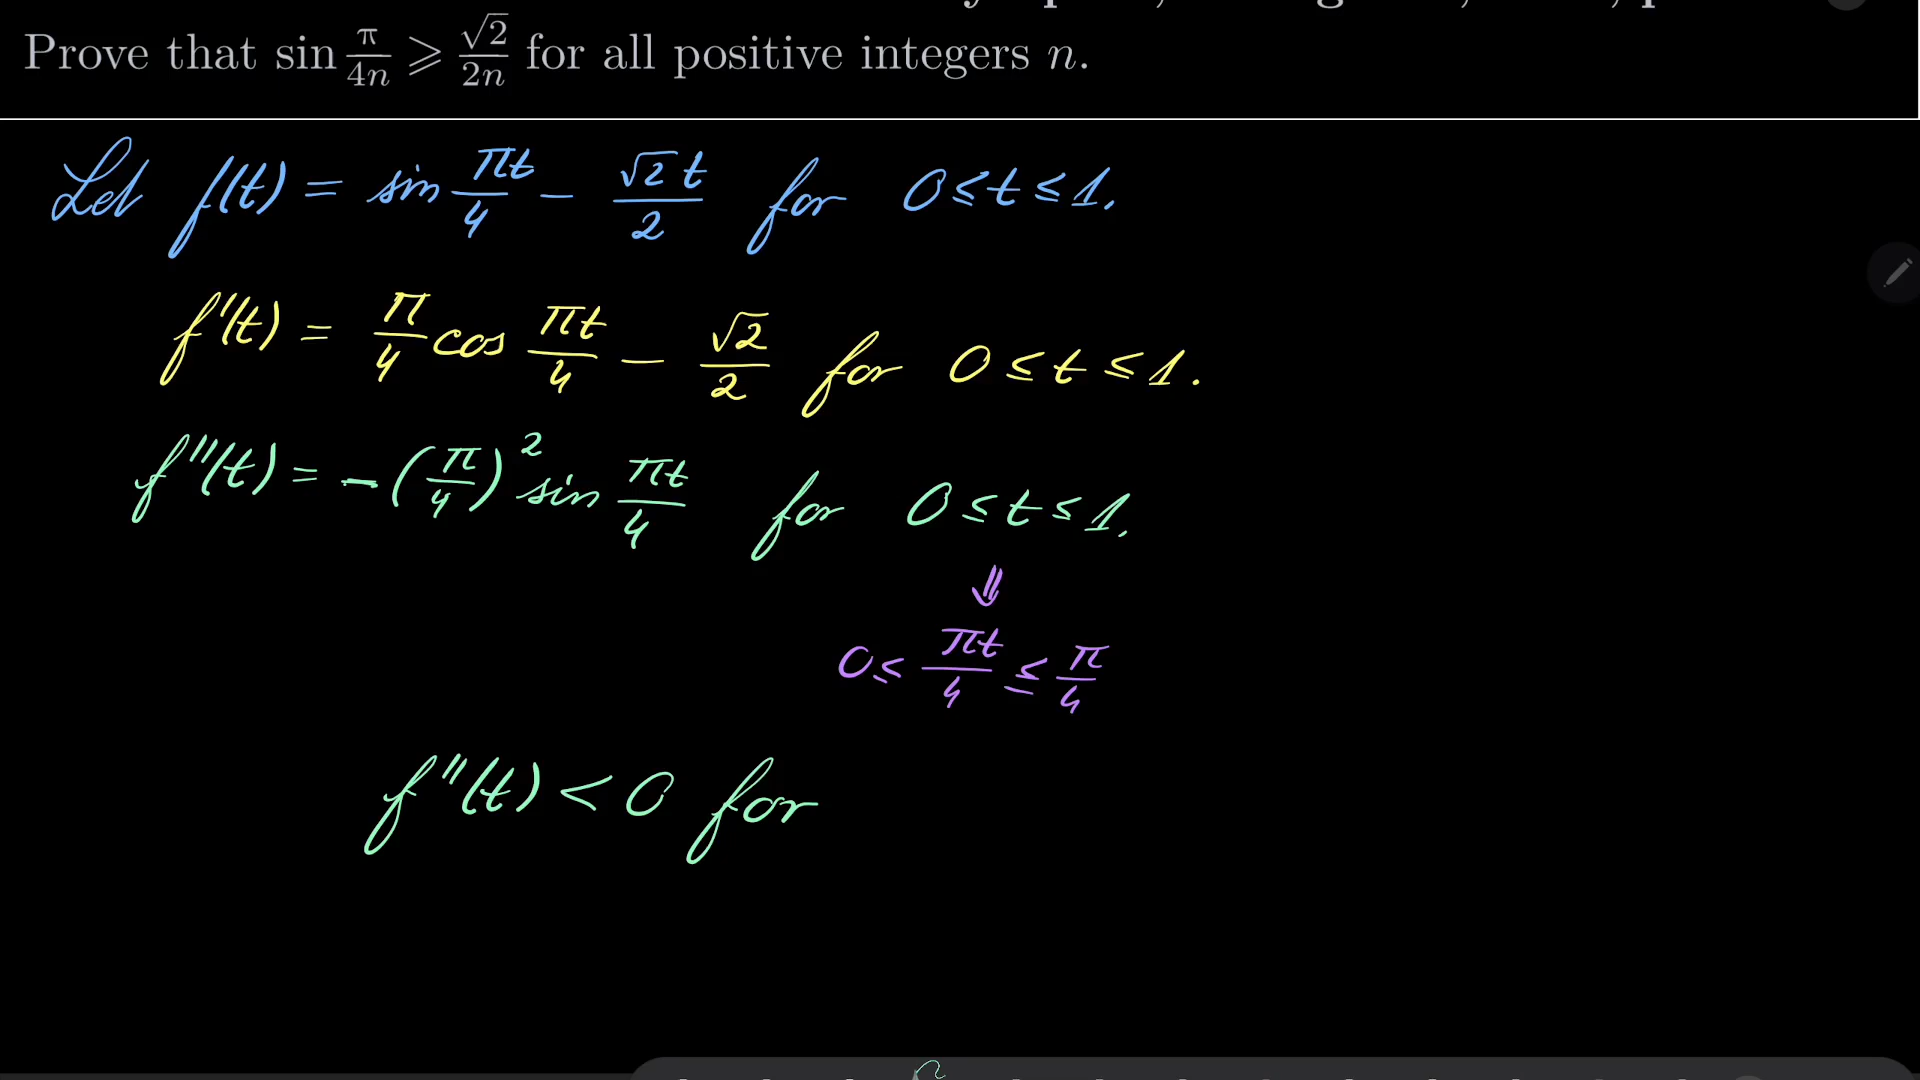 Prove that sin π/4n ⩾ √2/2n for all positive integers n.
Let f(t) = sin πt/4 − √2 t/2 for 0 ≤ t ≤ 1.
f'(t) = π/4 cos πt/4 − √2/2 for 0 ≤ t ≤ 1.
f''(t) = −(π/4)² sin πt/4 for 0 ≤ t ≤ 1.
⇓
0 ≤ πt/4 ≤ π/4
f''(t) < 0 for